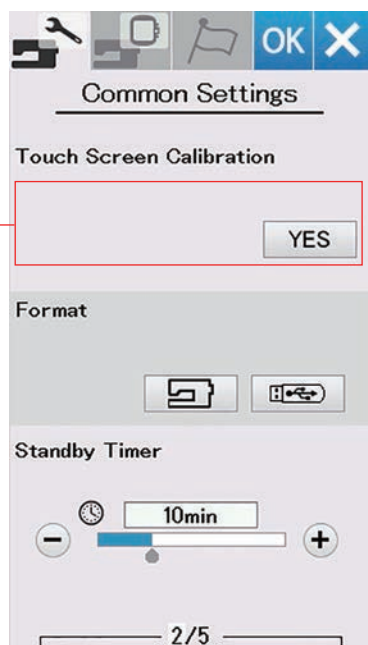 OK
Common Settings
Touch Screen Calibration
YES
Format
Standby Timer
10min
2/5